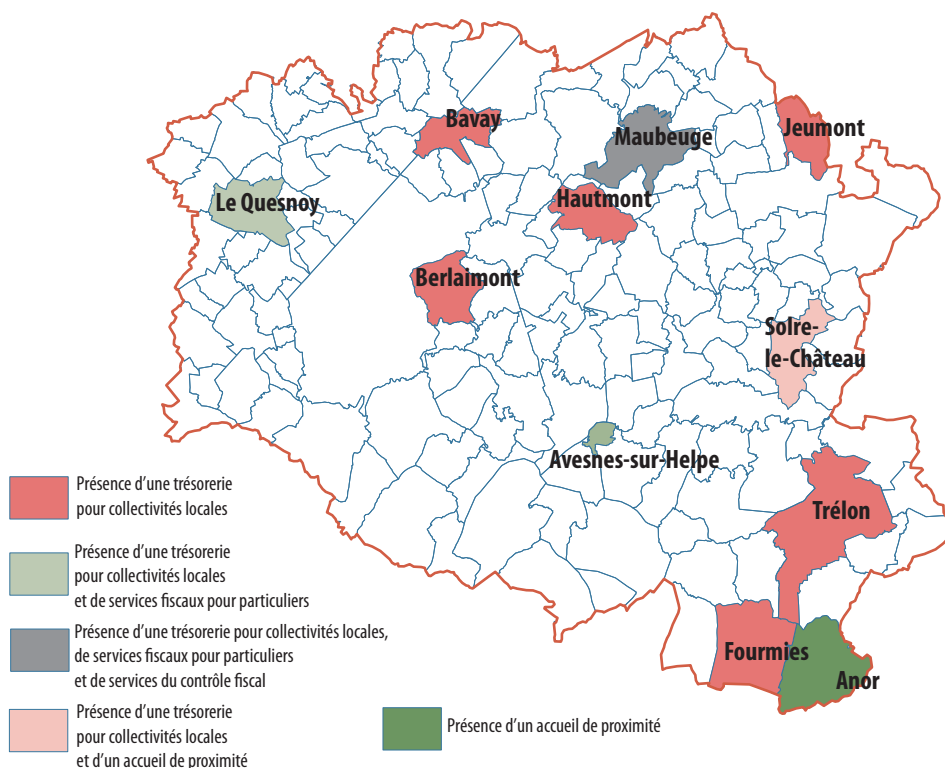 Bavay
Maubeuge
Jeumont
Le Quesnoy
Hautmont
Berlaimont
Solre-
le-Château
Avesnes-sur-Helpe
Trélon
Fourmies
Anor
Présence d'une trésorerie
pour collectivités locales
Présence d'une trésorerie
pour collectivités locales
et de services fiscaux pour particuliers
Présence d'une trésorerie pour collectivités locales,
de services fiscaux pour particuliers
et de services du contrôle fiscal
Présence d'une trésorerie
pour collectivités locales
et d'un accueil de proximité
Présence d'un accueil de proximité